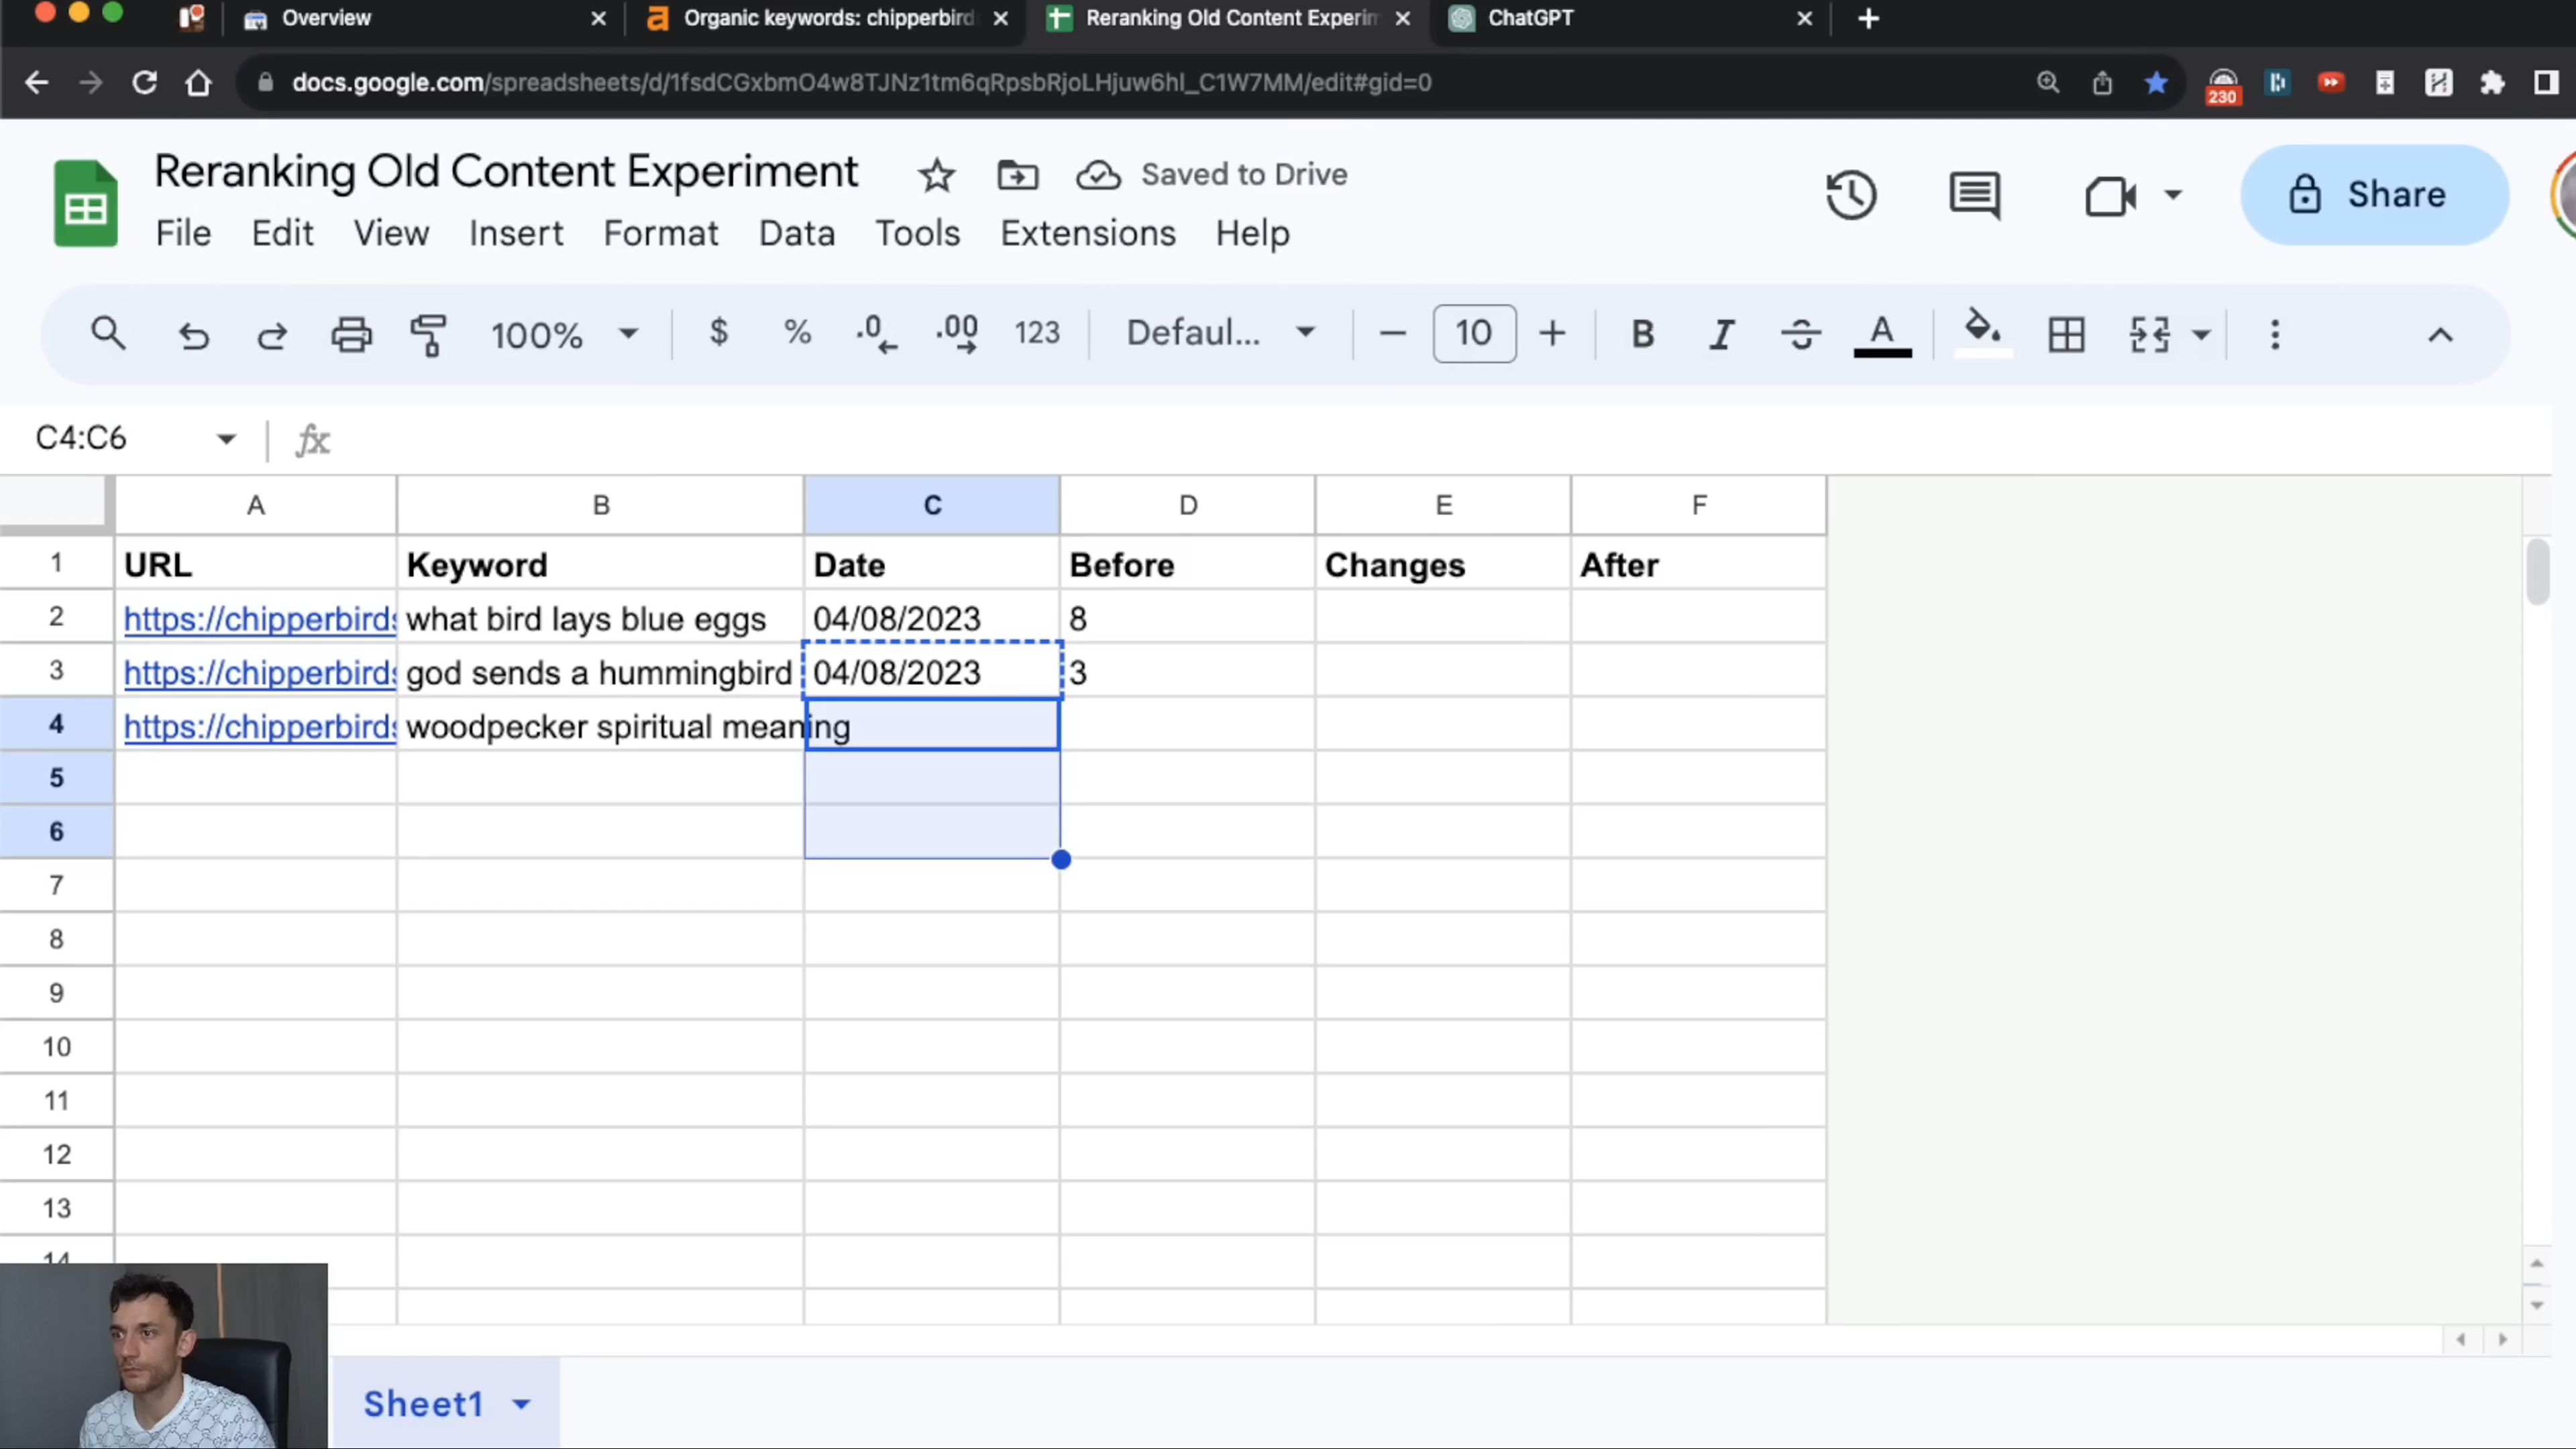 Overview
Organic keywords: chipperbird
Reranking Old Content Experim
ChatGPT
docs.google.com/spreadsheets/d/1fsdCGxbmO4w8TJNz1tm6qRpsbRjoLHjuw6hl_C1W7MM/edit#gid=0
230
Reranking Old Content Experiment
Saved to Drive
File Edit View Insert Format Data Tools Extensions Help
Share
100% $ % .0 .00 123 Defaul... 10 B I A
C4:C6 fx
A B C D E F
1 URL Keyword Date Before Changes After
2 https://chipperbirds what bird lays blue eggs 04/08/2023 8
3 https://chipperbirds god sends a hummingbird 04/08/2023 3
4 https://chipperbirds woodpecker spiritual meaning
5
6
7
8
9
10
11
12
13
14
Sheet1